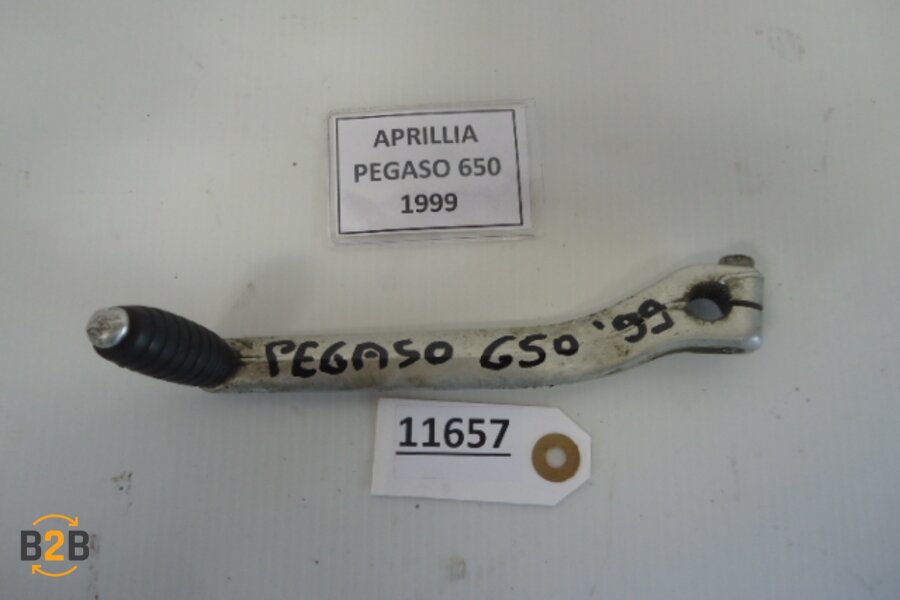 APRILLIA
PEGASO 650
1999
PEGASO 650 '99
11657
B2B